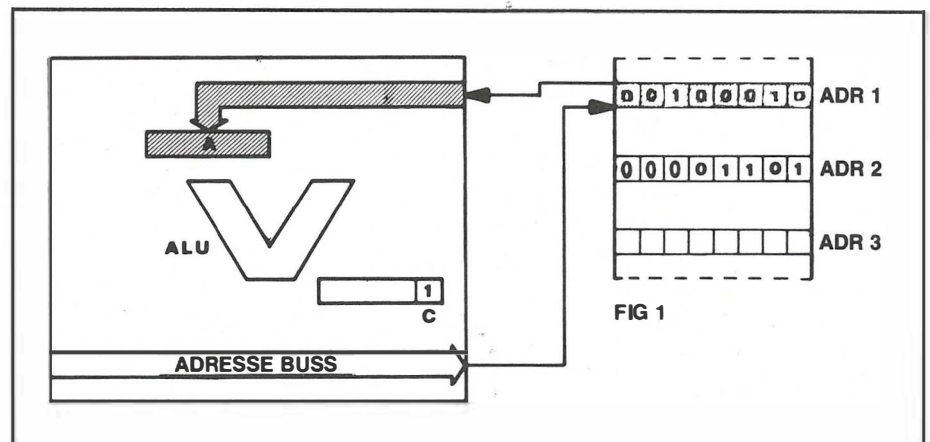 0 0 1 0 0 0 1 0 ADR 1
A
0 0 0 0 1 1 0 1 ADR 2
ALU
ADR 3
1
C
FIG 1
ADRESSE BUSS